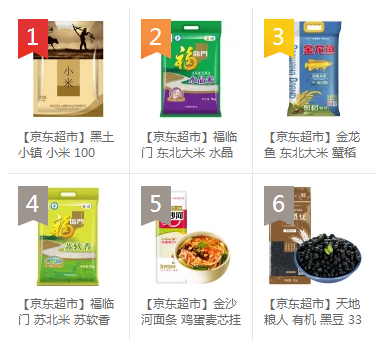 1
小米
【京东超市】黑土
小镇 小米 100
2
福临门
水晶米
【京东超市】福临
门 东北大米 水晶
3
金龙鱼
【京东超市】金龙
鱼 东北大米 蟹稻
4
福临门
苏软香
【京东超市】福临
门 苏北米 苏软香
5
沙河
【京东超市】金沙
河面条 鸡蛋麦芯挂
6
【京东超市】天地
粮人 有机 黑豆 33